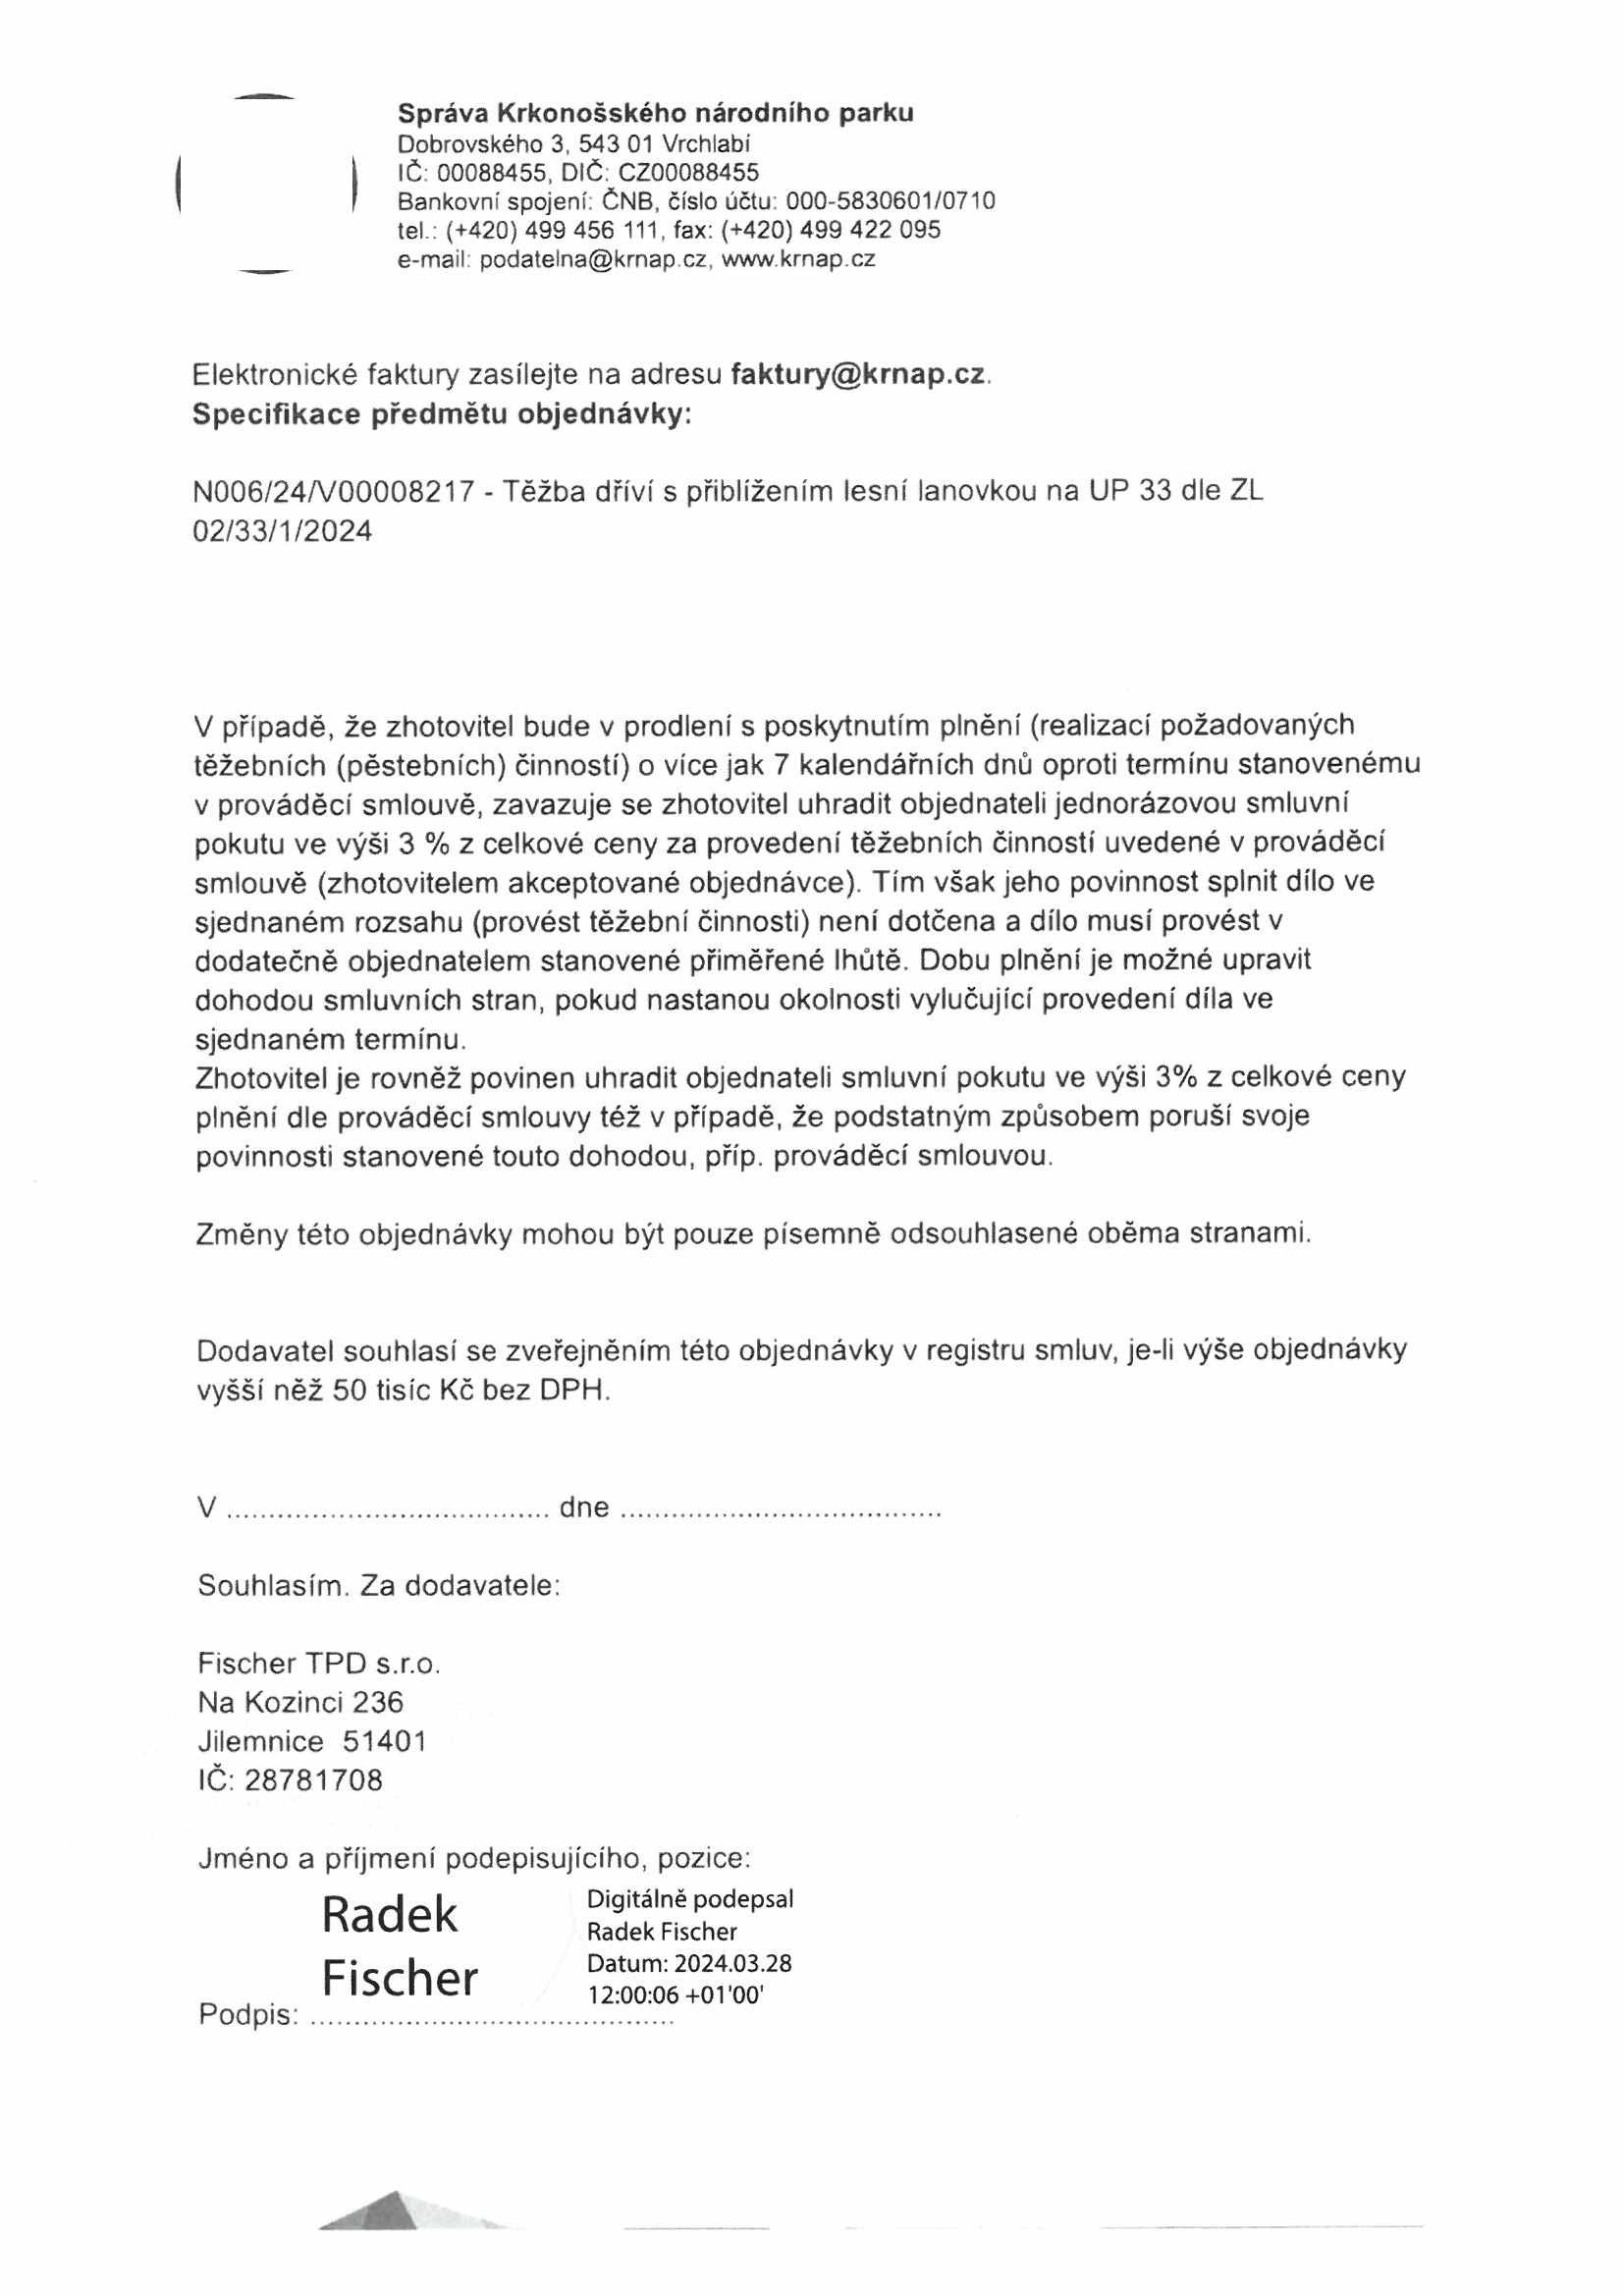 Správa Krkonošského národního parku
Dobrovského 3, 543 01 Vrchlabí
IČ: 00088455, DIČ: CZ00088455
Bankovní spojení: ČNB, číslo účtu: 000-5830601/0710
tel.: (+420) 499 456 111, fax: (+420) 499 422 095
e-mail: podatelna@krnap.cz, www.krnap.cz
Elektronické faktury zasílejte na adresu faktury@krnap.cz.
Specifikace předmětu objednávky:
N006/24/V00008217 - Těžba dříví s přiblížením lesní lanovkou na UP 33 dle ZL
02/33/1/2024
V případě, že zhotovitel bude v prodlení s poskytnutím plnění (realizací požadovaných
těžebních (pěstebních) činností) o více jak 7 kalendářních dnů oproti termínu stanovenému
v prováděcí smlouvě, zavazuje se zhotovitel uhradit objednateli jednorázovou smluvní
pokutu ve výši 3 % z celkové ceny za provedení těžebních činností uvedené v prováděcí
smlouvě (zhotovitelem akceptované objednávce). Tím však jeho povinnost splnit dílo ve
sjednaném rozsahu (provést těžební činnosti) není dotčena a dílo musí provést v
dodatečně objednatelem stanovené přiměřené lhůtě. Dobu plnění je možné upravit
dohodou smluvních stran, pokud nastanou okolnosti vylučující provedení díla ve
sjednaném termínu.
Zhotovitel je rovněž povinen uhradit objednateli smluvní pokutu ve výši 3% z celkové ceny
plnění dle prováděcí smlouvy též v případě, že podstatným způsobem poruší svoje
povinnosti stanovené touto dohodou, příp. prováděcí smlouvou.
Změny této objednávky mohou být pouze písemně odsouhlasené oběma stranami.
Dodavatel souhlasí se zveřejněním této objednávky v registru smluv, je-li výše objednávky
vyšší něž 50 tisíc Kč bez DPH.
V ..................................... dne .....................................
Souhlasím. Za dodavatele:
Fischer TPD s.r.o.
Na Kozinci 236
Jilemnice 51401
IČ: 28781708
Jméno a příjmení podepisujícího, pozice:
Radek
Fischer
Digitálně podepsal
Radek Fischer
Datum: 2024.03.28
12:00:06 +01'00'
Podpis: ..........................................